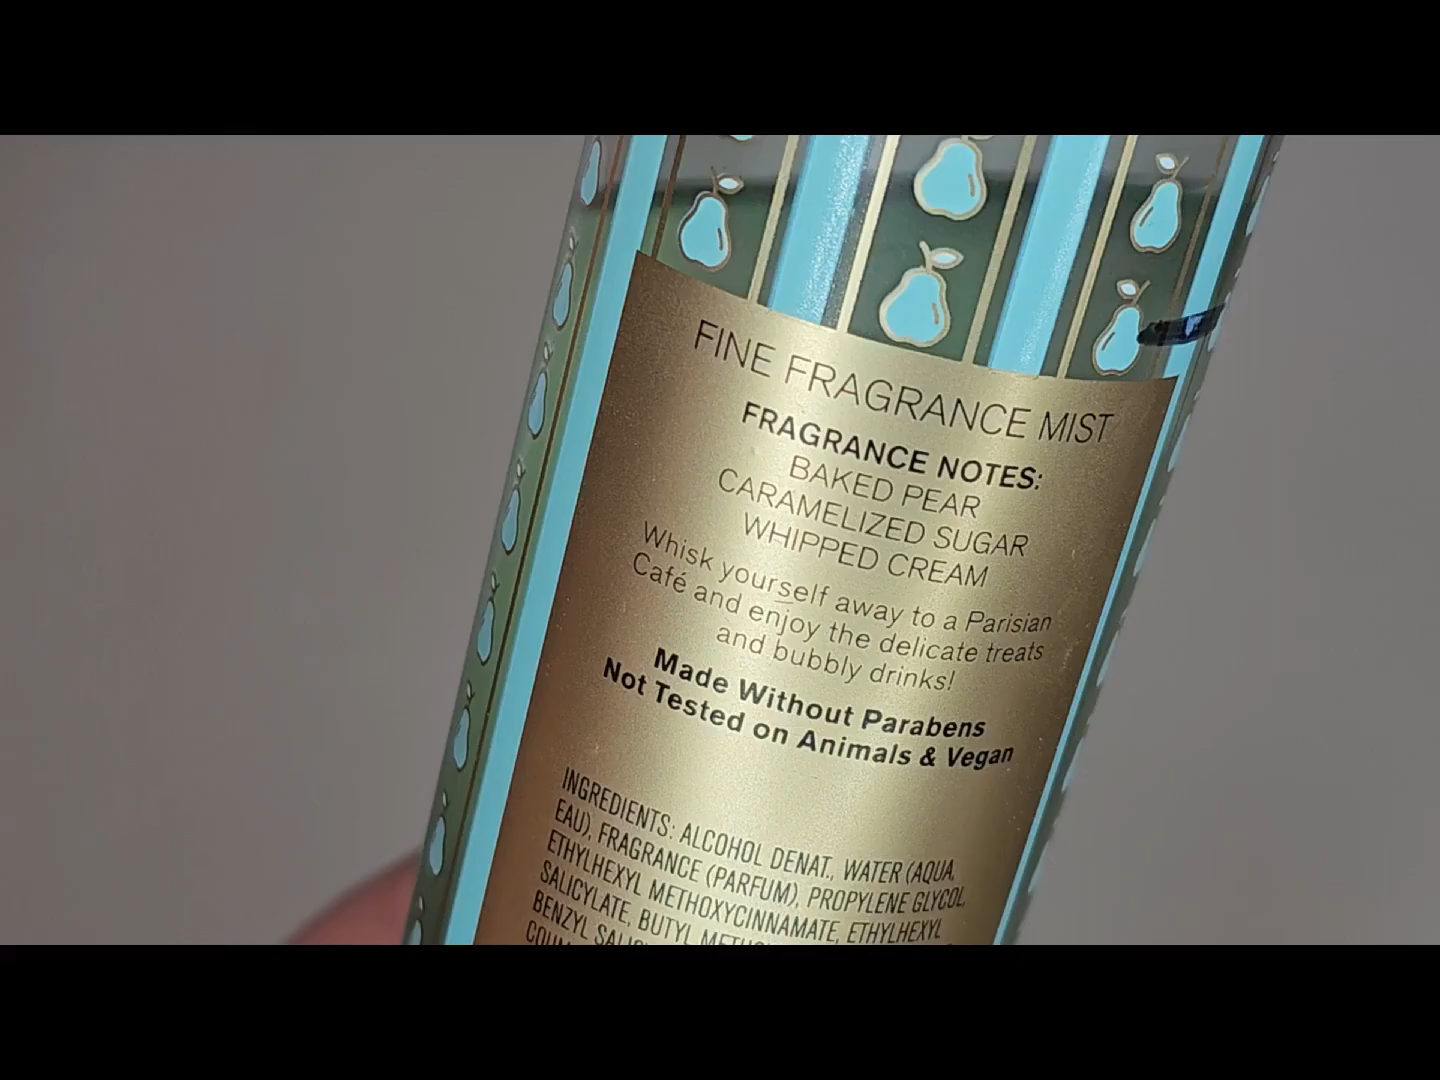 FINE FRAGRANCE MIST
FRAGRANCE NOTES:
BAKED PEAR
CARAMELIZED SUGAR
WHIPPED CREAM
Whisk yourself away to a Parisian
Café and enjoy the delicate treats
and bubbly drinks!
Made Without Parabens
Not Tested on Animals & Vegan
INGREDIENTS: ALCOHOL DENAT., WATER (AQUA,
EAU), FRAGRANCE (PARFUM), PROPYLENE GLYCOL,
ETHYLHEXYL METHOXYCINNAMATE, ETHYLHEXYL
SALICYLATE, BUTYL
BENZYL